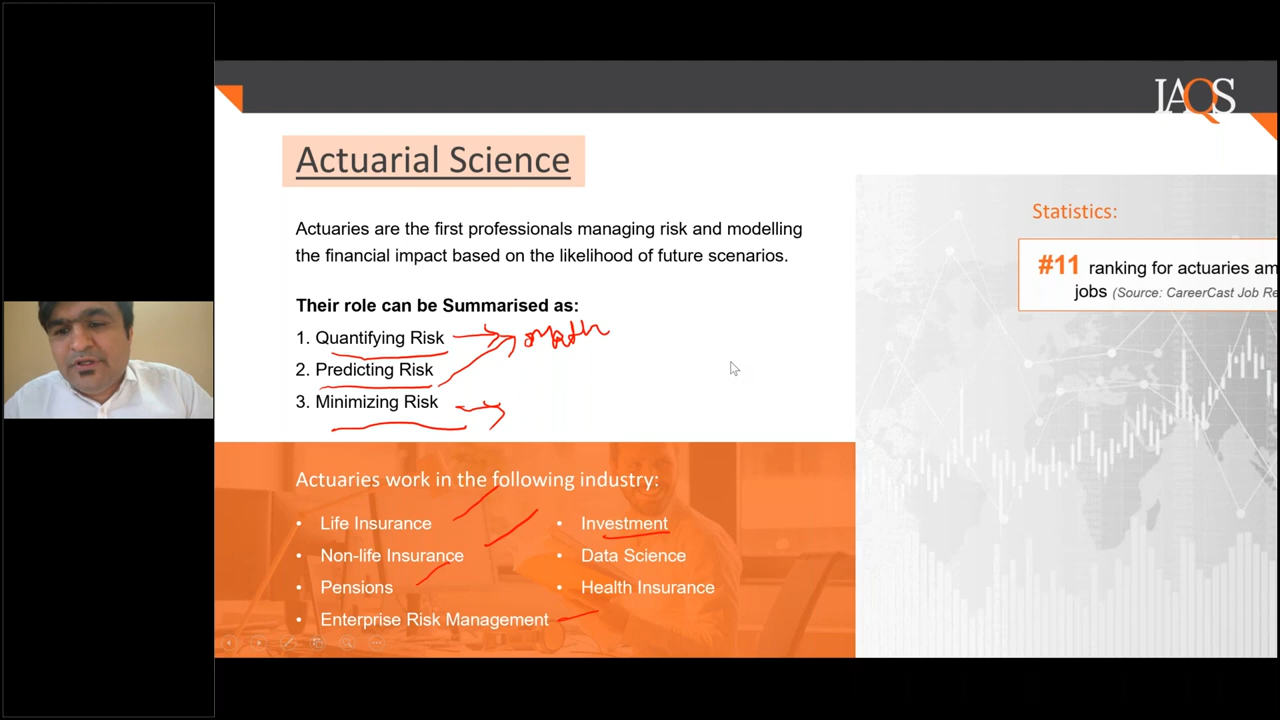 IAQS
Actuarial Science
Actuaries are the first professionals managing risk and modelling
the financial impact based on the likelihood of future scenarios.
Their role can be Summarised as:
1. Quantifying Risk
math
2. Predicting Risk
3. Minimizing Risk
Statistics:
#11 ranking for actuaries am
jobs (Source: CareerCast Job Re
Actuaries work in the following industry:
• Life Insurance
• Non-life Insurance
• Pensions
• Enterprise Risk Management
• Investment
• Data Science
• Health Insurance